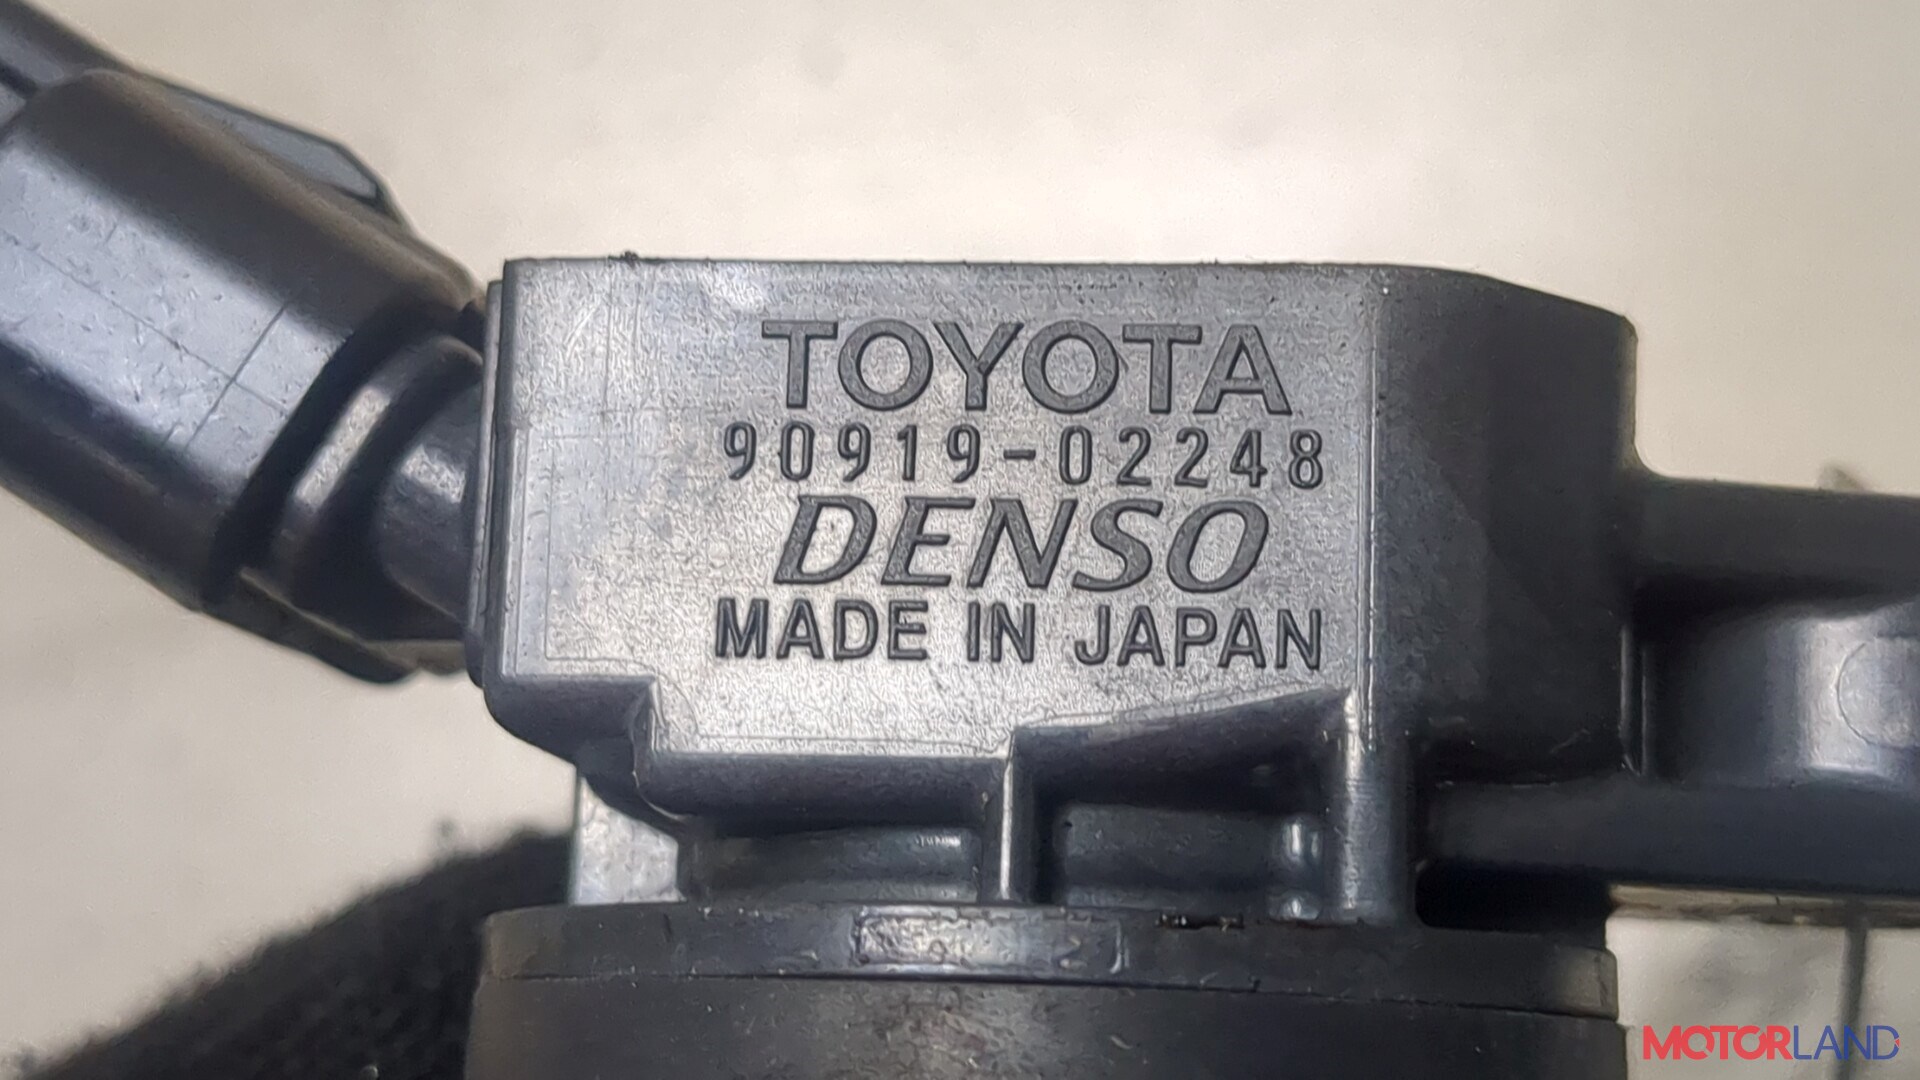 TOYOTA
90919-02248
DENSO
MADE IN JAPAN
MOTORLAND